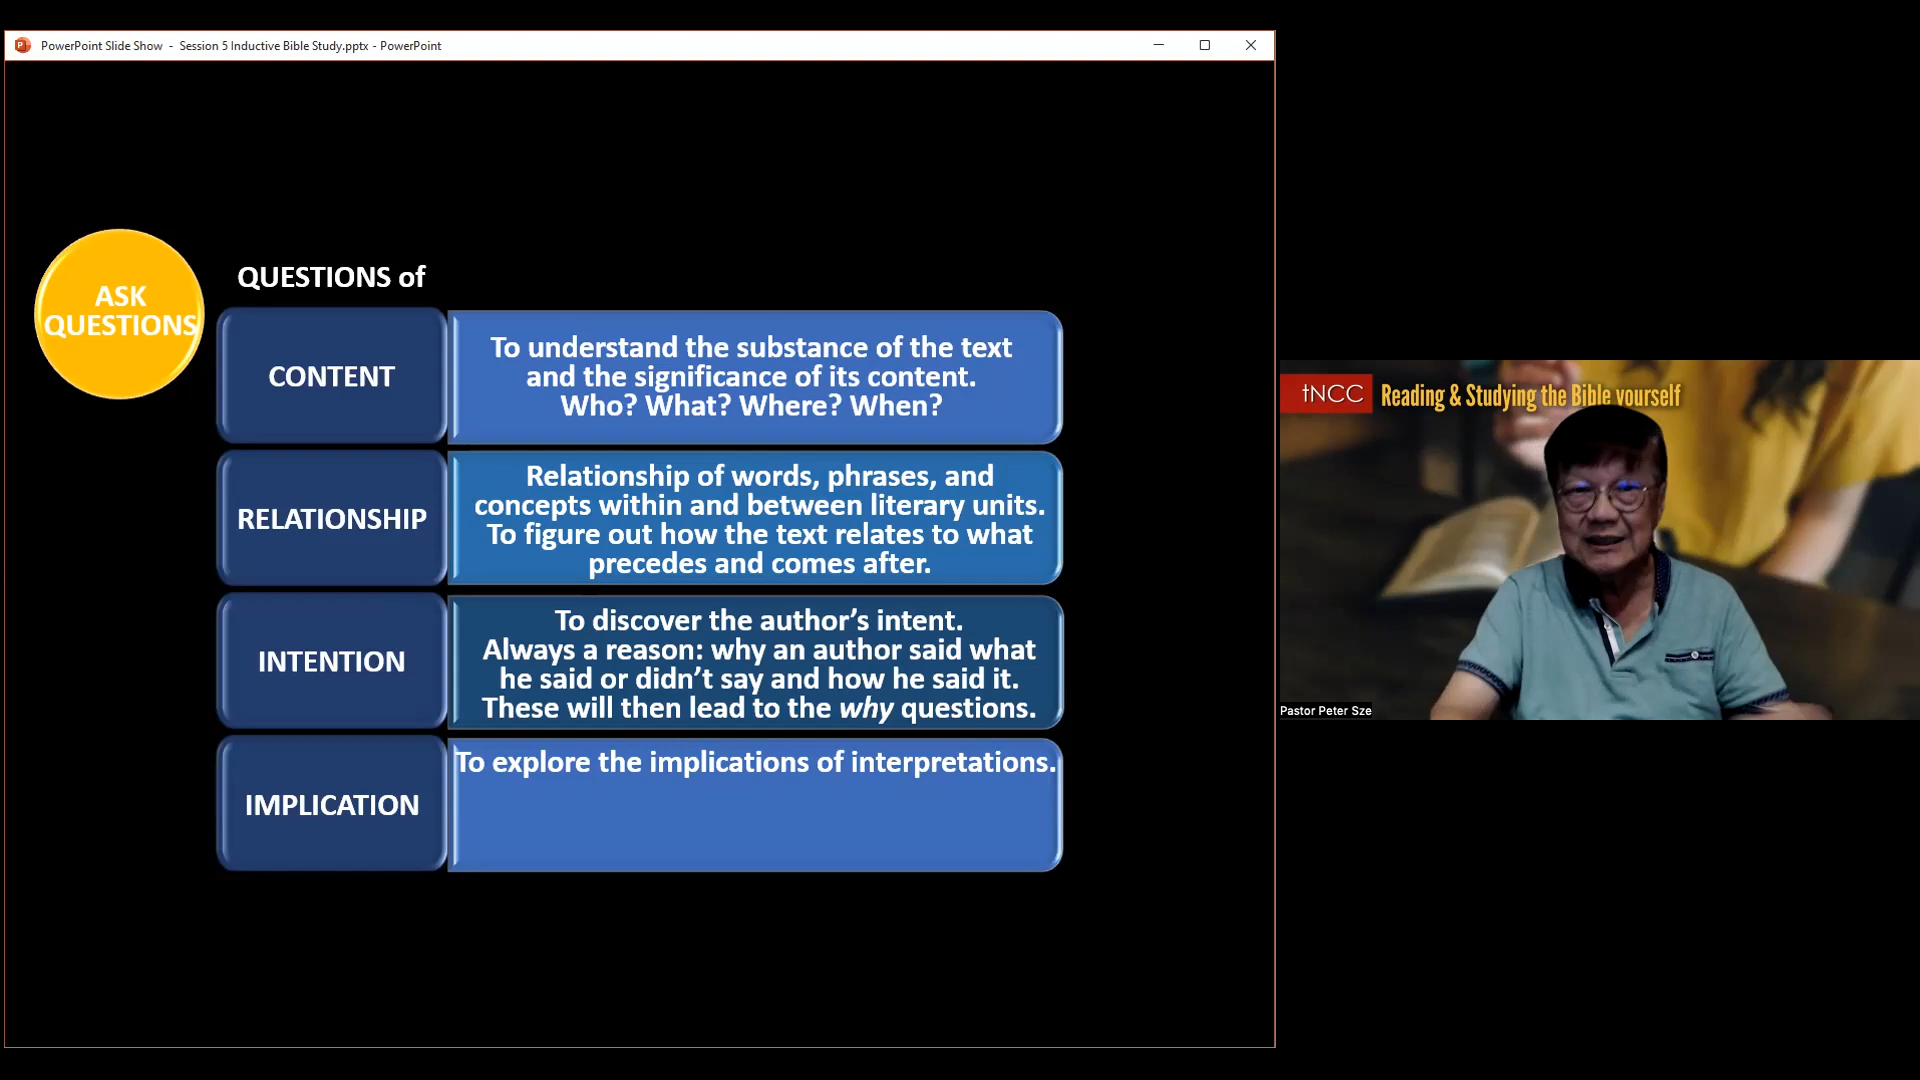 PowerPoint Slide Show - Session 5 Inductive Bible Study.pptx - PowerPoint
ASK
QUESTIONS
QUESTIONS of
CONTENT
To understand the substance of the text
and the significance of its content.
Who? What? Where? When?
RELATIONSHIP
Relationship of words, phrases, and
concepts within and between literary units.
To figure out how the text relates to what
precedes and comes after.
INTENTION
To discover the author’s intent.
Always a reason: why an author said what
he said or didn’t say and how he said it.
These will then lead to the why questions.
IMPLICATION
To explore the implications of interpretations.
tNCC
Reading & Studying the Bible yourself
Pastor Peter Sze